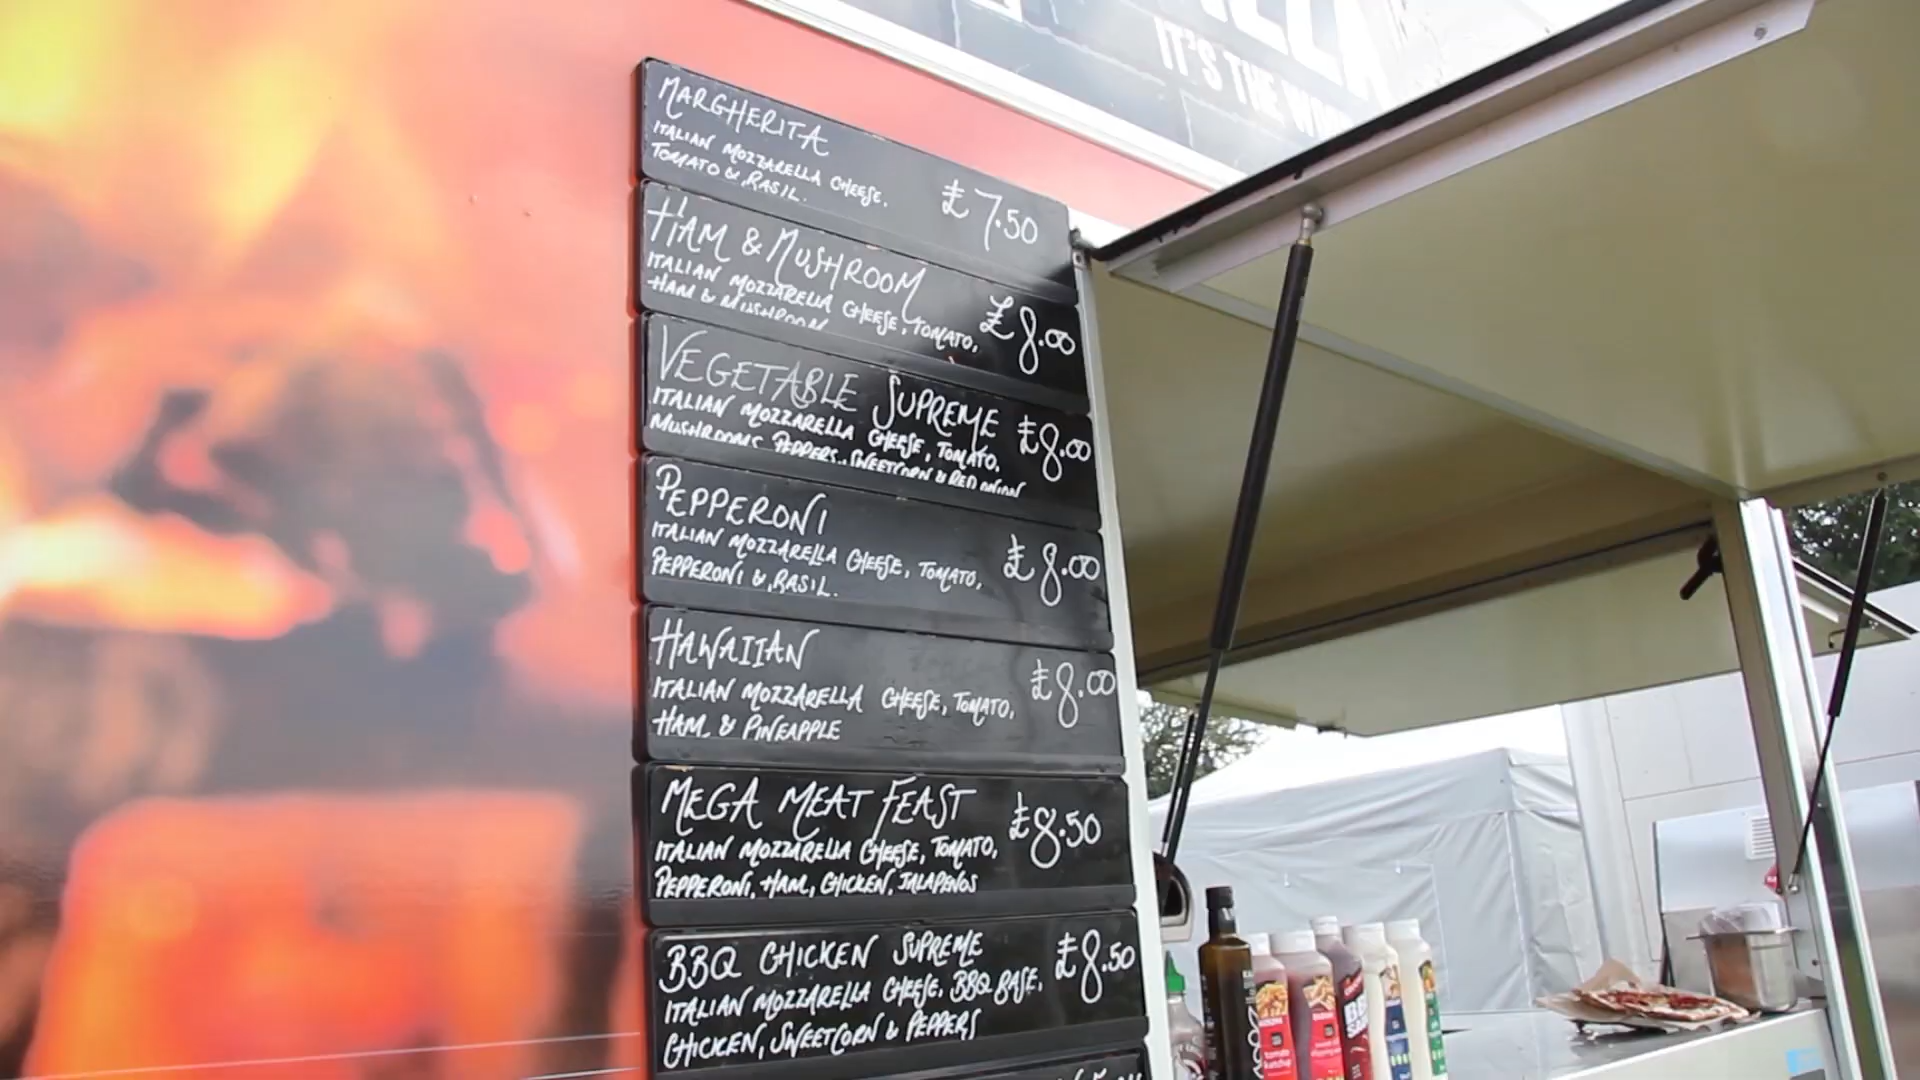 IT'S THE
MARGHERITA
ITALIAN MOZZARELLA CHEESE,
TOMATO & BASIL.
£7.50
HAM & MUSHROOM
ITALIAN MOZZARELLA CHEESE, TOMATO,
HAM & MUSHROOM
£8.00
VEGETABLE SUPREME
ITALIAN MOZZARELLA CHEESE, TOMATO,
MUSHROOMS, PEPPERS, SWEETCORN & RED ONION
£8.00
PEPPERONI
ITALIAN MOZZARELLA CHEESE, TOMATO,
PEPPERONI & BASIL.
£8.00
HAWAIIAN
ITALIAN MOZZARELLA CHEESE, TOMATO,
HAM & PINEAPPLE
£8.00
MEGA MEAT FEAST
ITALIAN MOZZARELLA CHEESE, TOMATO,
PEPPERONI, HAM, CHICKEN, JALAPENOS
£8.50
BBQ CHICKEN SUPREME
ITALIAN MOZZARELLA CHEESE, BBQ BASE,
CHICKEN, SWEETCORN & PEPPERS
£8.50
tomato
ketchup